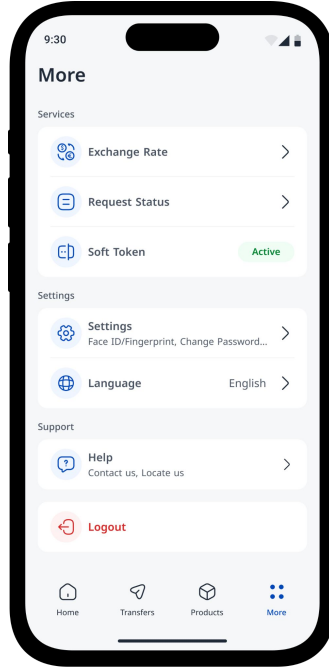 9:30
More
Services
Exchange Rate
Request Status
Soft Token
Active
Settings
Settings
Face ID/Fingerprint, Change Password...
Language
English
Support
Help
Contact us, Locate us
Logout
Home
Transfers
Products
More